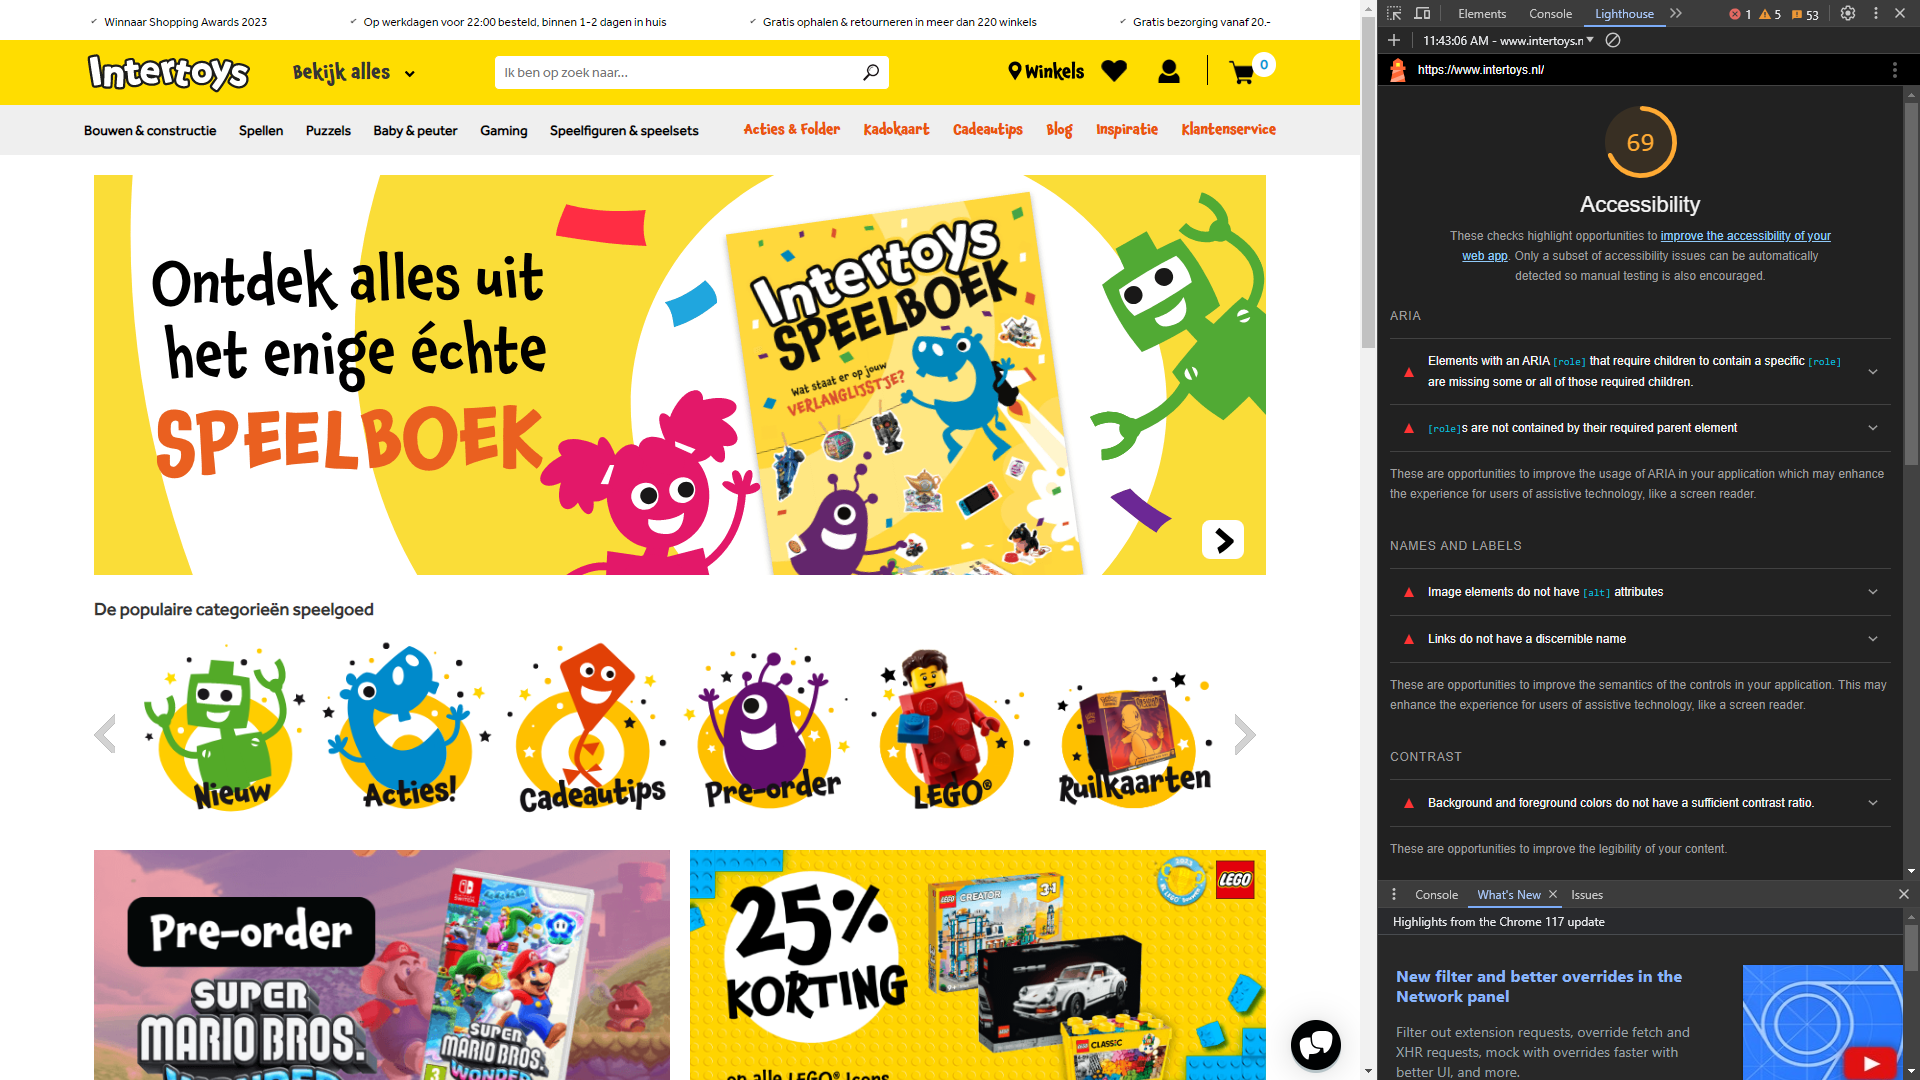 Winnaar Shopping Awards 2023
Op werkdagen voor 22:00 besteld, binnen 1-2 dagen in huis
Gratis ophalen & retourneren in meer dan 220 winkels
Gratis bezorging vanaf 20.-
Intertoys
Bekijk alles
Ik ben op zoek naar...
Winkels
0
Bouwen & constructie
Spellen
Puzzels
Baby & peuter
Gaming
Speelfiguren & speelsets
Acties & Folder
Kadokaart
Cadeautips
Blog
Inspiratie
Klantenservice
Ontdek alles uit
het enige échte
SPEELBOEK
Intertoys
SPEELBOEK
Wat staat er op jouw
VERLANGLIJSTJE?
De populaire categorieën speelgoed
Nieuw
Acties!
Cadeautips
Pre-order
LEGO®
Ruilkaarten
Pre-order
SUPER
MARIO BROS.
WONDER
SUPER
MARIO BROS.
WONDER
3
25%
KORTING
LEGO
LEGO CREATOR
3in1
9+
LEGO CLASSIC
op alle LEGO® Icons
Elements
Console
Lighthouse
1
5
53
11:43:06 AM - www.intertoys.n
https://www.intertoys.nl/
69
Accessibility
These checks highlight opportunities to improve the accessibility of your
web app. Only a subset of accessibility issues can be automatically
detected so manual testing is also encouraged.
ARIA
Elements with an ARIA [role] that require children to contain a specific [role]
are missing some or all of those required children.
[role]s are not contained by their required parent element
These are opportunities to improve the usage of ARIA in your application which may enhance
the experience for users of assistive technology, like a screen reader.
NAMES AND LABELS
Image elements do not have [alt] attributes
Links do not have a discernible name
These are opportunities to improve the semantics of the controls in your application. This may
enhance the experience for users of assistive technology, like a screen reader.
CONTRAST
Background and foreground colors do not have a sufficient contrast ratio.
These are opportunities to improve the legibility of your content.
Console
What's New
Issues
Highlights from the Chrome 117 update
New filter and better overrides in the
Network panel
Filter out extension requests, override fetch and
XHR requests, mock with overrides faster with
better UI, and more.